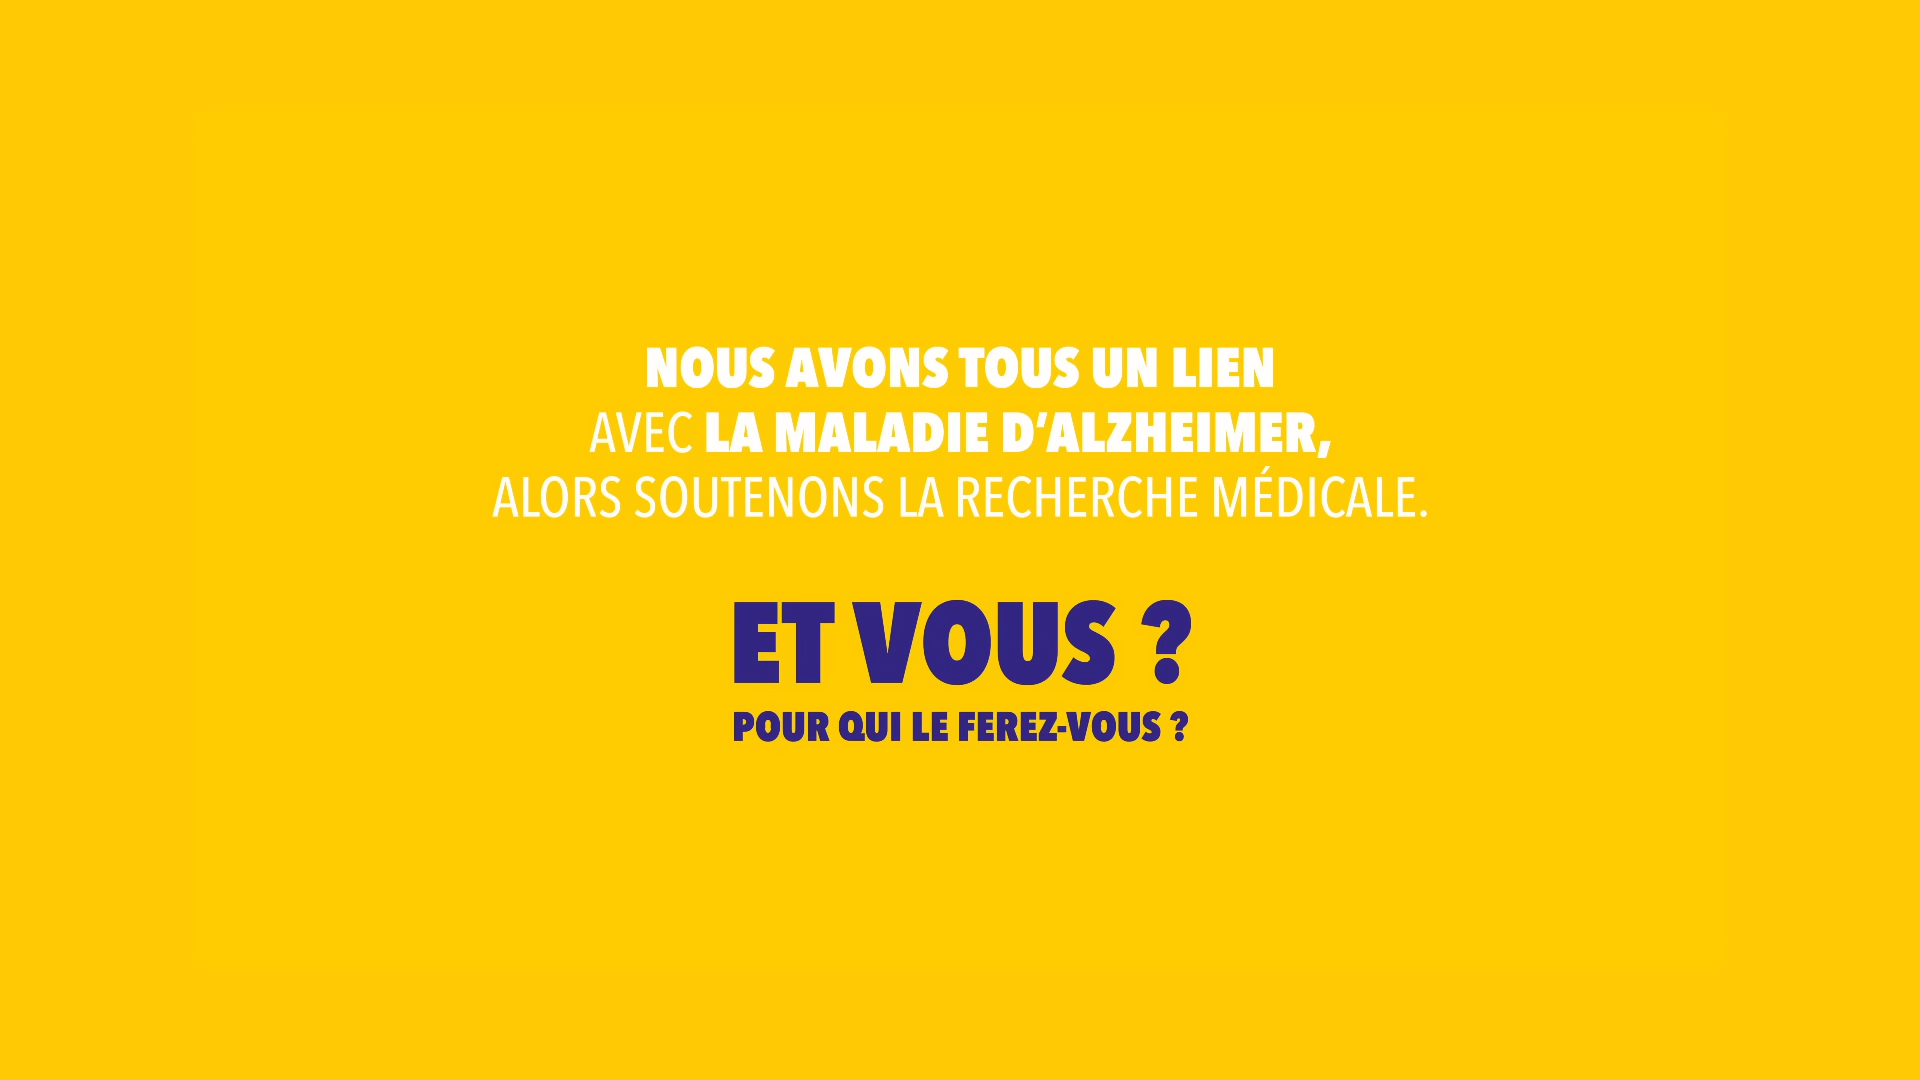 NOUS AVONS TOUS UN LIEN
AVEC LA MALADIE D'ALZHEIMER,
ALORS SOUTENONS LA RECHERCHE MÉDICALE.
ET VOUS ?
POUR QUI LE FEREZ-VOUS ?